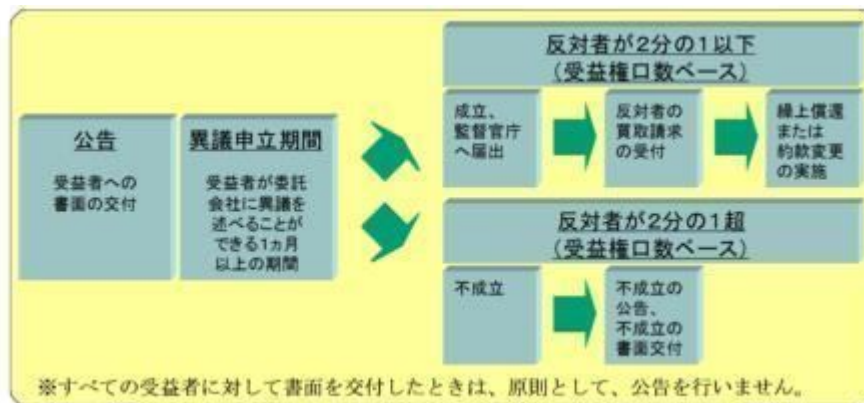 公告
受益者への
書面の交付
異議申立期間
受益者が委託
会社に異議を
述べることが
できる1ヵ月
以上の期間
反対者が2分の1以下
(受益権口数ベース)
成立、
監督官庁
へ届出
反対者の
買取請求
の受付
繰上償還
または
約款変更
の実施
反対者が2分の1超
(受益権口数ベース)
不成立
不成立の
公告、
不成立の
書面交付
※すべての受益者に対して書面を交付したときは、原則として、公告を行いません。